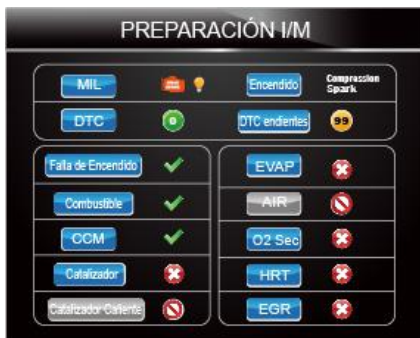 PREPARACIÓN I/M
MIL
Encendido
Compression
Spark
DTC
0
DTC endientes
99
Falla de Encendido
EVAP
Combustible
AIR
CCM
O2 Sec
Catalizador
HRT
Catalizador Caliente
EGR